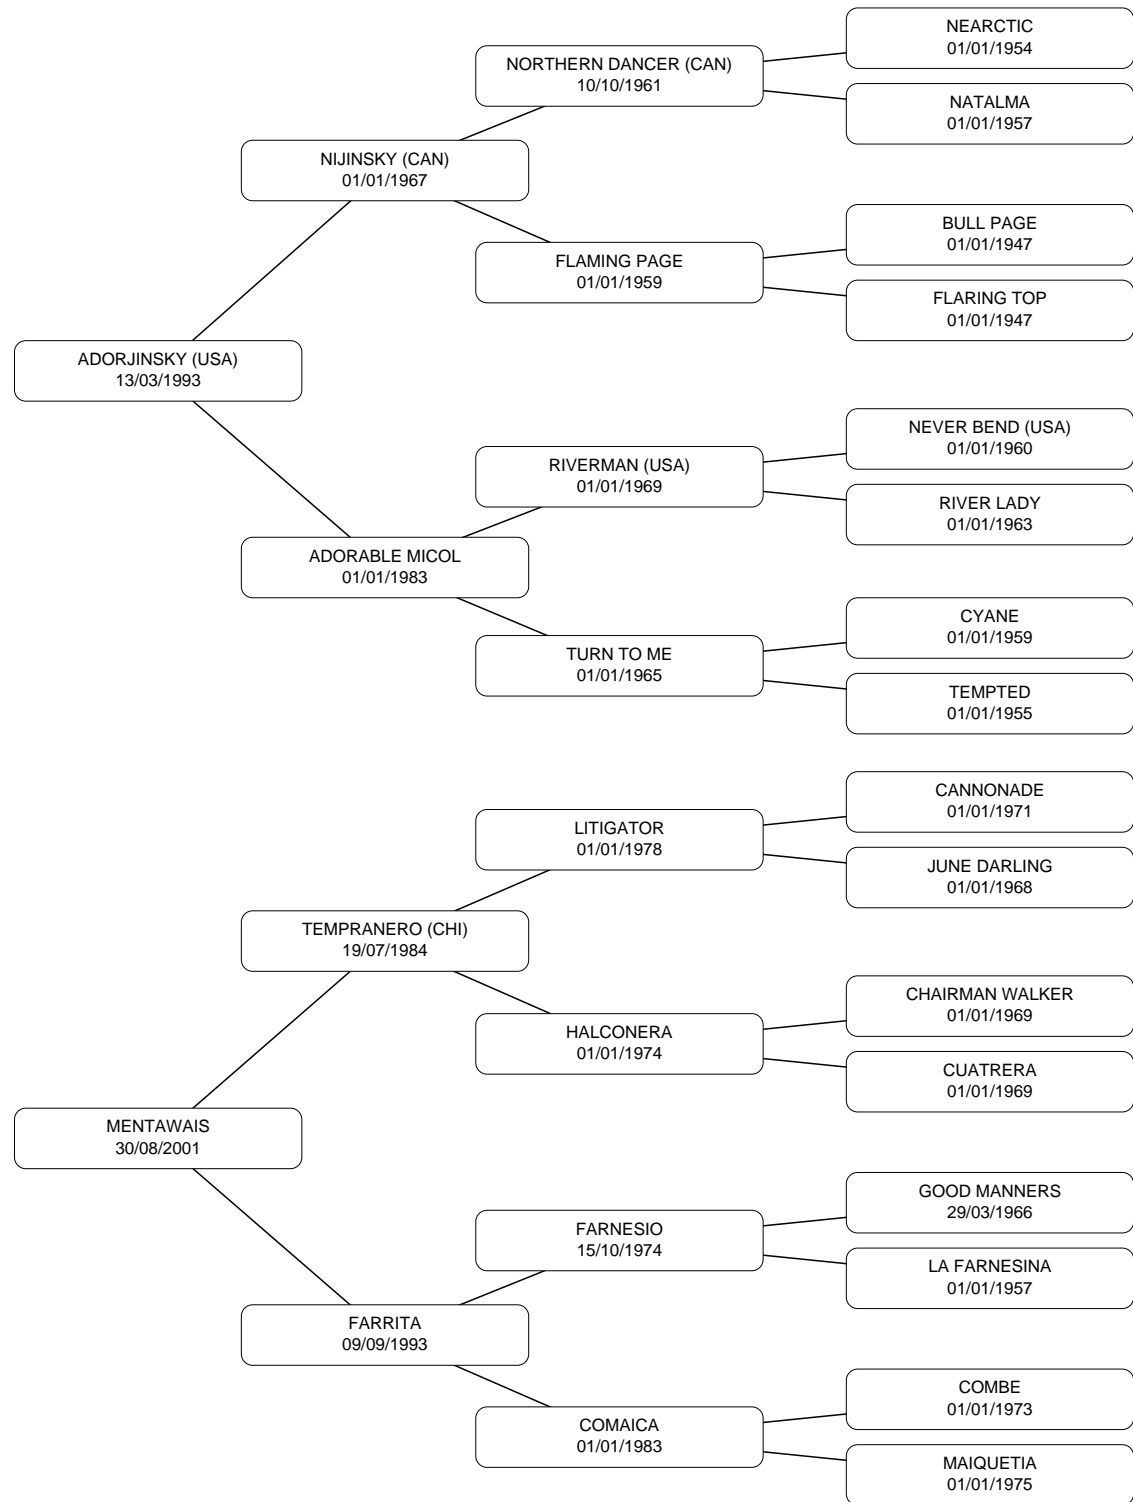 NEARCTIC
01/01/1954
NORTHERN DANCER (CAN)
10/10/1961
NATALMA
01/01/1957
NIJINSKY (CAN)
01/01/1967
BULL PAGE
01/01/1947
FLAMING PAGE
01/01/1959
FLARING TOP
01/01/1947
ADORJINSKY (USA)
13/03/1993
NEVER BEND (USA)
01/01/1960
RIVERMAN (USA)
01/01/1969
RIVER LADY
01/01/1963
ADORABLE MICOL
01/01/1983
CYANE
01/01/1959
TURN TO ME
01/01/1965
TEMPTED
01/01/1955
CANNONADE
01/01/1971
LITIGATOR
01/01/1978
JUNE DARLING
01/01/1968
TEMPRANERO (CHI)
19/07/1984
CHAIRMAN WALKER
01/01/1969
HALCONERA
01/01/1974
CUATRERA
01/01/1969
MENTAWAIS
30/08/2001
GOOD MANNERS
29/03/1966
FARNESIO
15/10/1974
LA FARNESINA
01/01/1957
FARRITA
09/09/1993
COMBE
01/01/1973
COMAICA
01/01/1983
MAIQUETIA
01/01/1975